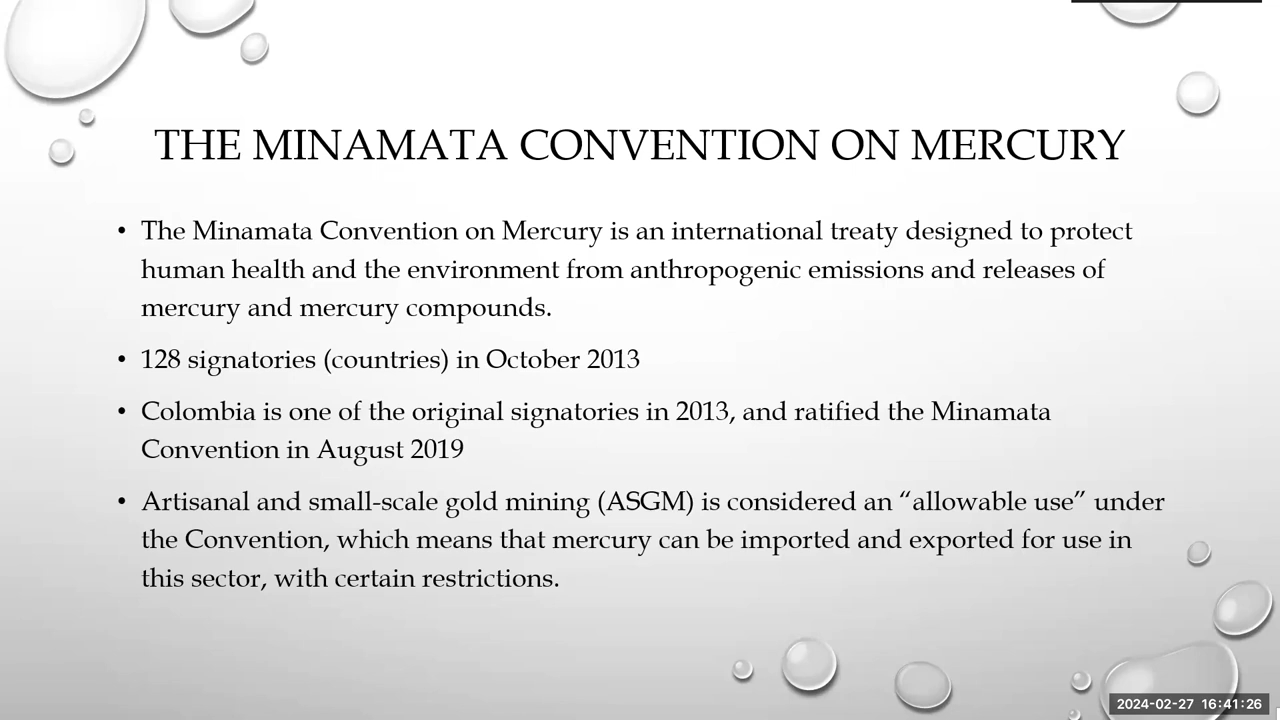 THE MINAMATA CONVENTION ON MERCURY
• The Minamata Convention on Mercury is an international treaty designed to protect
human health and the environment from anthropogenic emissions and releases of
mercury and mercury compounds.
• 128 signatories (countries) in October 2013
• Colombia is one of the original signatories in 2013, and ratified the Minamata
Convention in August 2019
• Artisanal and small-scale gold mining (ASGM) is considered an “allowable use” under
the Convention, which means that mercury can be imported and exported for use in
this sector, with certain restrictions.
2024-02-27 16:41:26